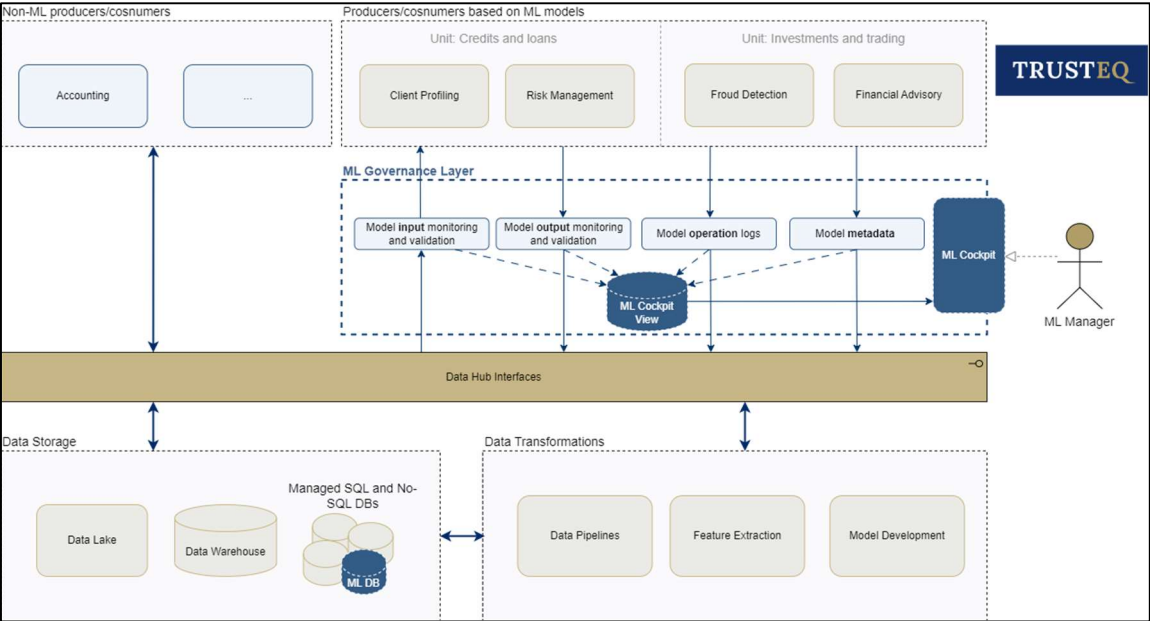 Non-ML producers/cosnumers
Producers/cosnumers based on ML models
Unit: Credits and loans
Unit: Investments and trading
TRUSTEQ
Accounting
...
Client Profiling
Risk Management
Froud Detection
Financial Advisory
ML Governance Layer
Model input monitoring
and validation
Model output monitoring
and validation
Model operation logs
Model metadata
ML Cockpit
ML Cockpit
View
ML Manager
Data Hub Interfaces
Data Storage
Data Transformations
Managed SQL and No-
SQL DBs
Data Lake
Data Warehouse
ML DB
Data Pipelines
Feature Extraction
Model Development